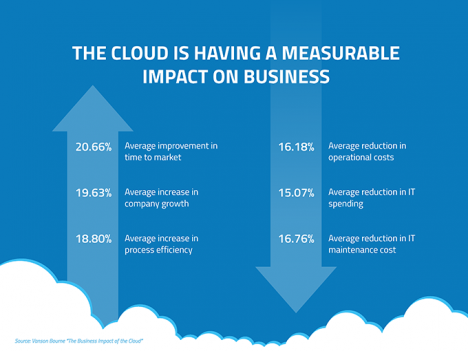 THE CLOUD IS HAVING A MEASURABLE
IMPACT ON BUSINESS
20.66% Average improvement in
time to market
19.63% Average increase in
company growth
18.80% Average increase in
process efficiency
16.18% Average reduction in
operational costs
15.07% Average reduction in IT
spending
16.76% Average reduction in IT
maintenance cost
Source: Vanson Bourne "The Business Impact of the Cloud"